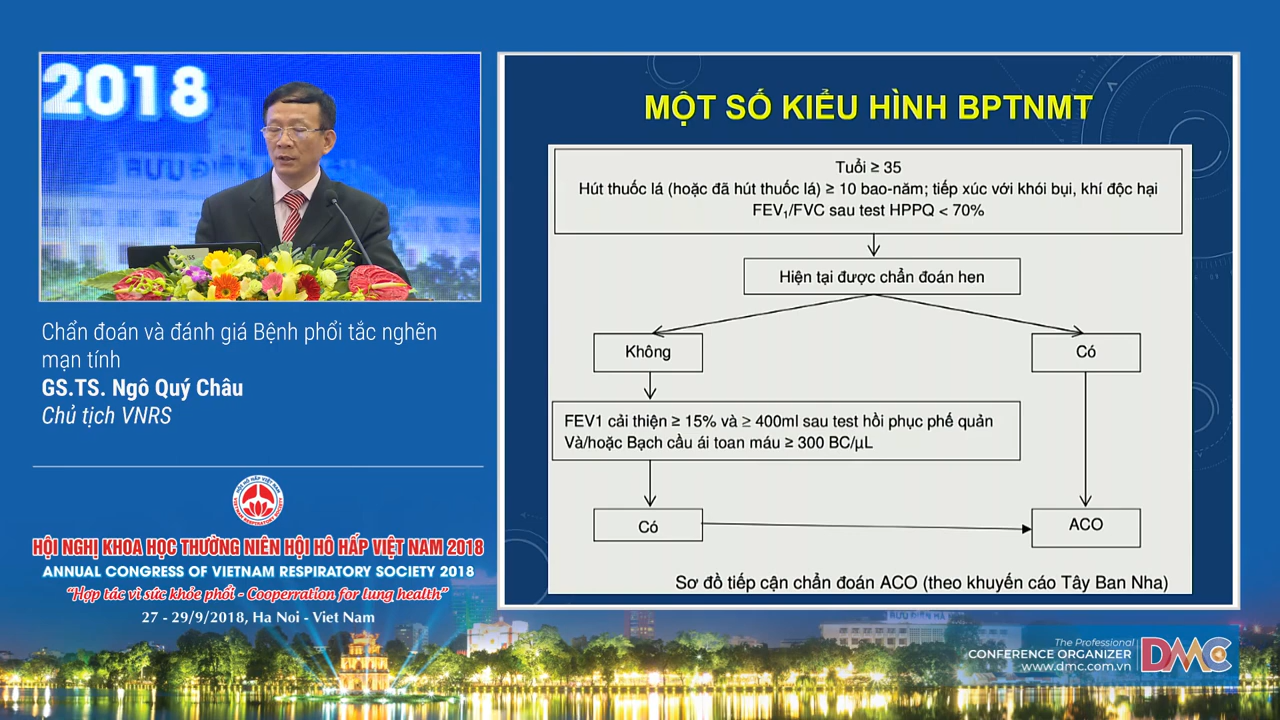 2018
Chẩn đoán và đánh giá Bệnh phổi tắc nghẽn
mạn tính
GS.TS. Ngô Quý Châu
Chủ tịch VNRS
HỘI NGHỊ KHOA HỌC THƯỜNG NIÊN HỘI HÔ HẤP VIỆT NAM 2018
ANNUAL CONGRESS OF VIETNAM RESPIRATORY SOCIETY 2018
“Hợp tác vì sức khỏe phổi - Cooperration for lung health”
27 - 29/9/2018, Ha Noi - Viet Nam
MỘT SỐ KIỂU HÌNH BPTNMT
Tuổi ≥ 35
Hút thuốc lá (hoặc đã hút thuốc lá) ≥ 10 bao-năm; tiếp xúc với khói bụi, khí độc hại
FEV₁/FVC sau test HPPQ < 70%
Hiện tại được chẩn đoán hen
Không
Có
FEV1 cải thiện ≥ 15% và ≥ 400ml sau test hồi phục phế quản
Và/hoặc Bạch cầu ái toan máu ≥ 300 BC/µL
Có
ACO
Sơ đồ tiếp cận chẩn đoán ACO (theo khuyến cáo Tây Ban Nha)
The Professional
CONFERENCE ORGANIZER
www.dmc.com.vn
DMC